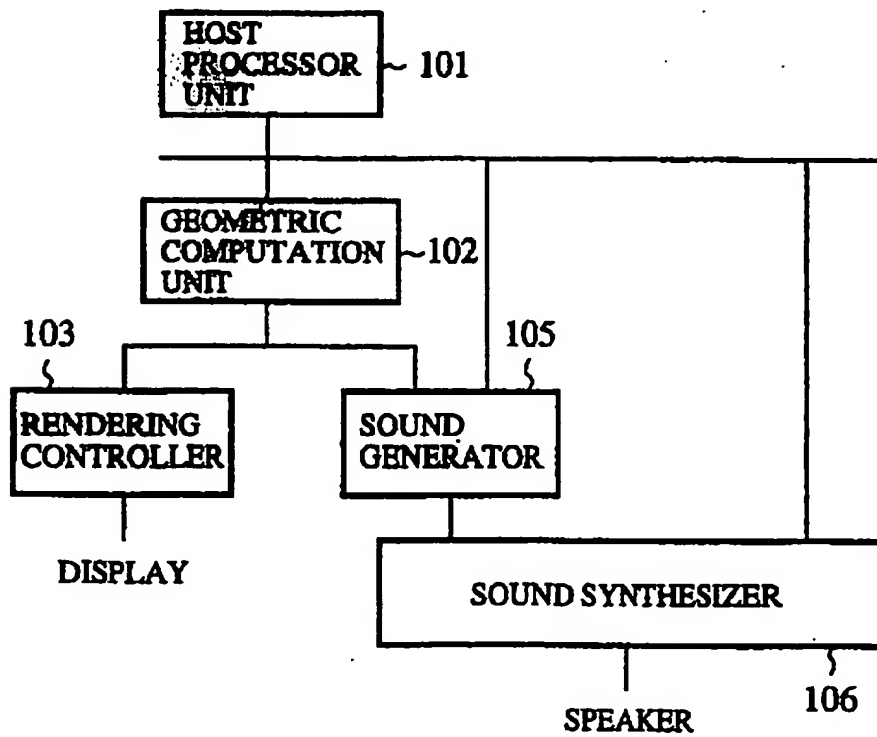 HOST
PROCESSOR
UNIT
101
GEOMETRIC
COMPUTATION
UNIT
102
103
105
RENDERING
CONTROLLER
SOUND
GENERATOR
DISPLAY
SOUND SYNTHESIZER
106
SPEAKER